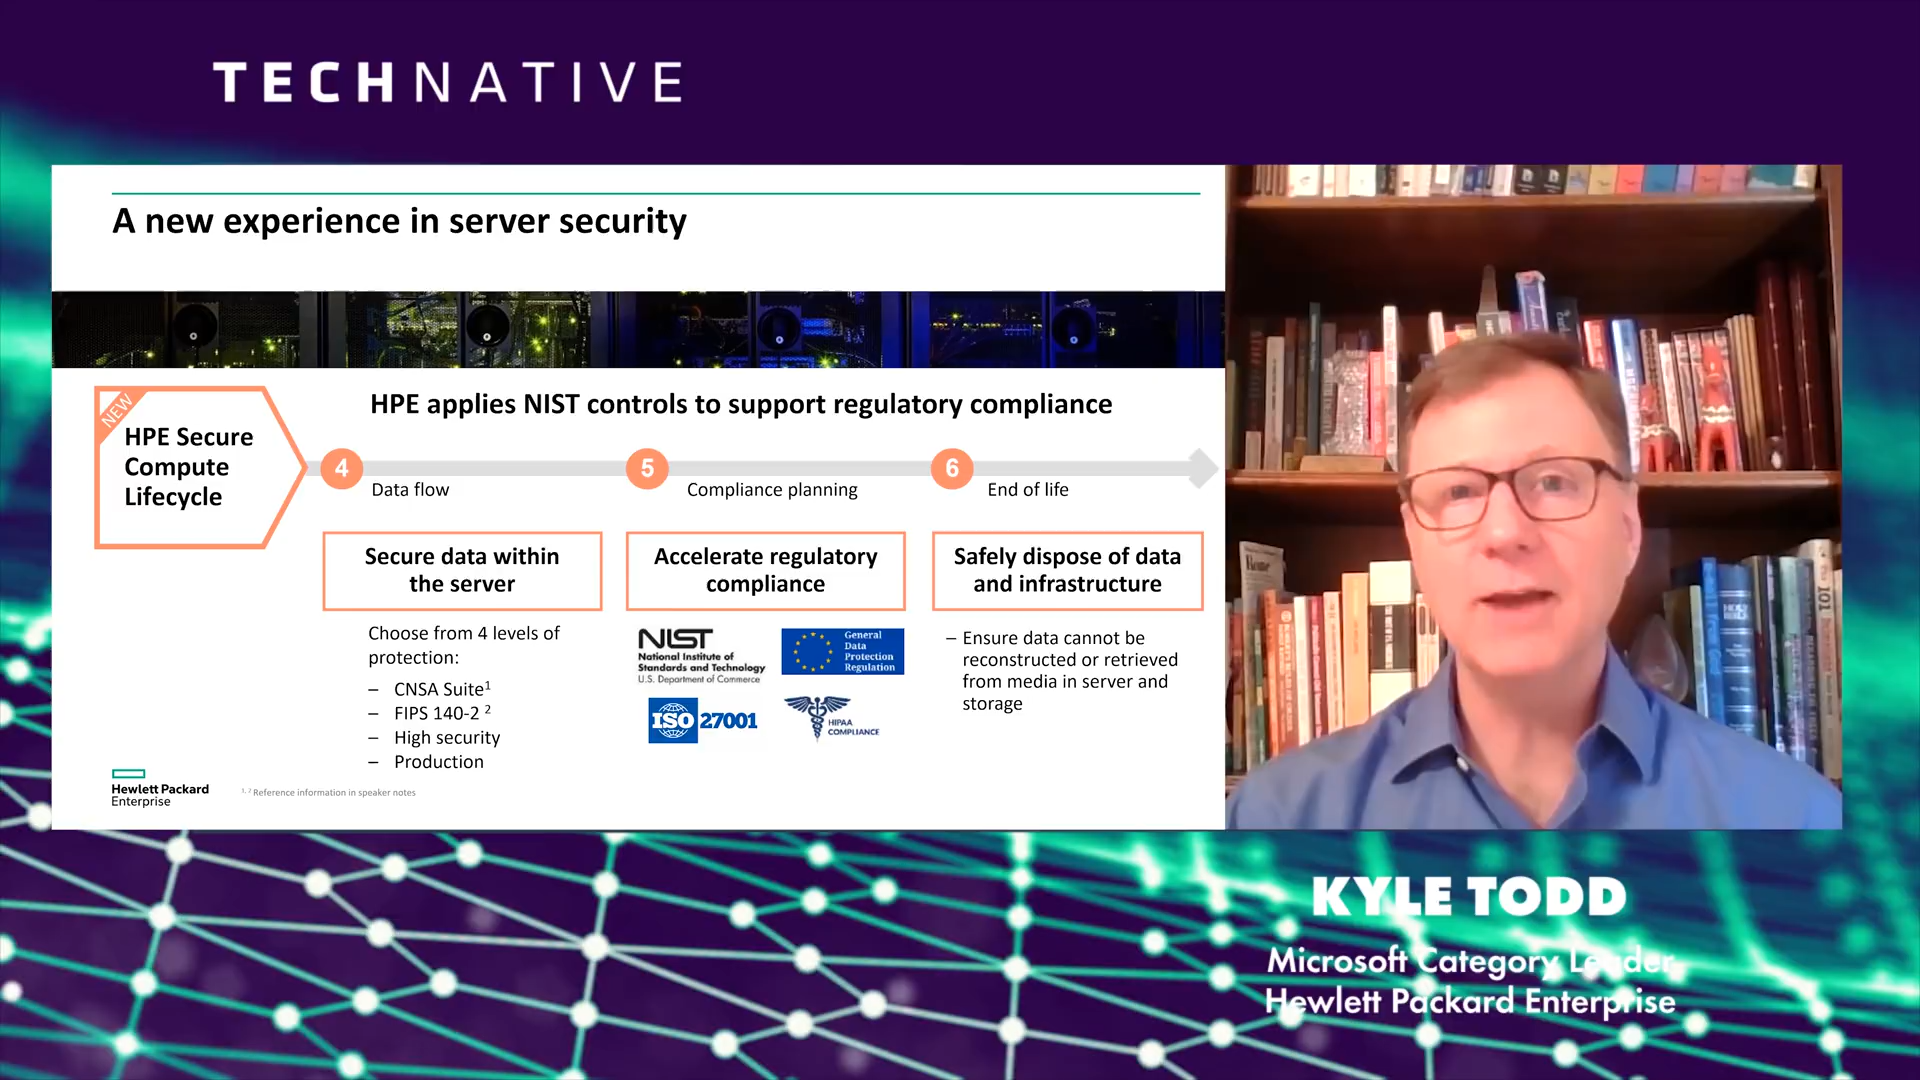 TECHNATIVE
A new experience in server security
NEW
HPE Secure
Compute
Lifecycle
HPE applies NIST controls to support regulatory compliance
4
5
6
Data flow
Compliance planning
End of life
Secure data within
the server
Accelerate regulatory
compliance
Safely dispose of data
and infrastructure
Choose from 4 levels of
protection:
– CNSA Suite¹
– FIPS 140-2 ²
– High security
– Production
NIST
National Institute of
Standards and Technology
U.S. Department of Commerce
General
Data
Protection
Regulation
ISO 27001
HIPAA
COMPLIANCE
– Ensure data cannot be
reconstructed or retrieved
from media in server and
storage
Hewlett Packard
Enterprise
¹˒ ² Reference information in speaker notes
HOLY
BIBLE
101
KYLE TODD
Microsoft Category Leader
Hewlett Packard Enterprise